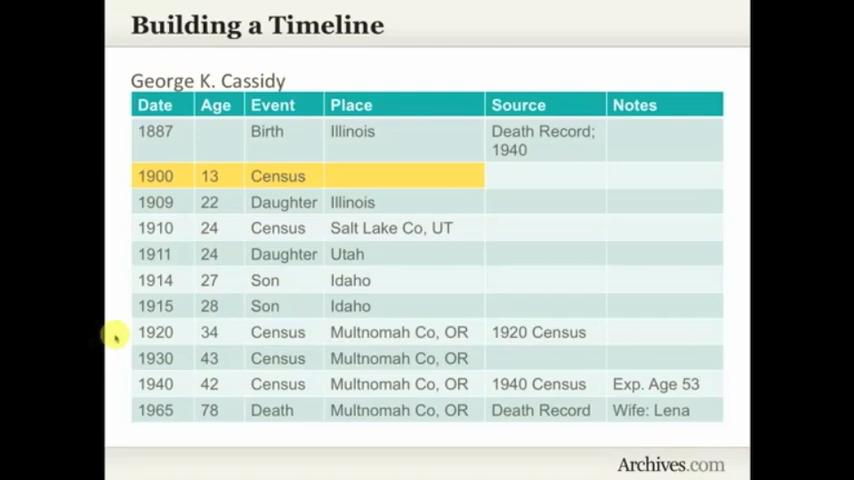 Building a Timeline
George K. Cassidy
Date Age Event Place Source Notes
1887 Birth Illinois Death Record;
1940
1900 13 Census
1909 22 Daughter Illinois
1910 24 Census Salt Lake Co, UT
1911 24 Daughter Utah
1914 27 Son Idaho
1915 28 Son Idaho
1920 34 Census Multnomah Co, OR 1920 Census
1930 43 Census Multnomah Co, OR
1940 42 Census Multnomah Co, OR 1940 Census Exp. Age 53
1965 78 Death Multnomah Co, OR Death Record Wife: Lena
Archives.com